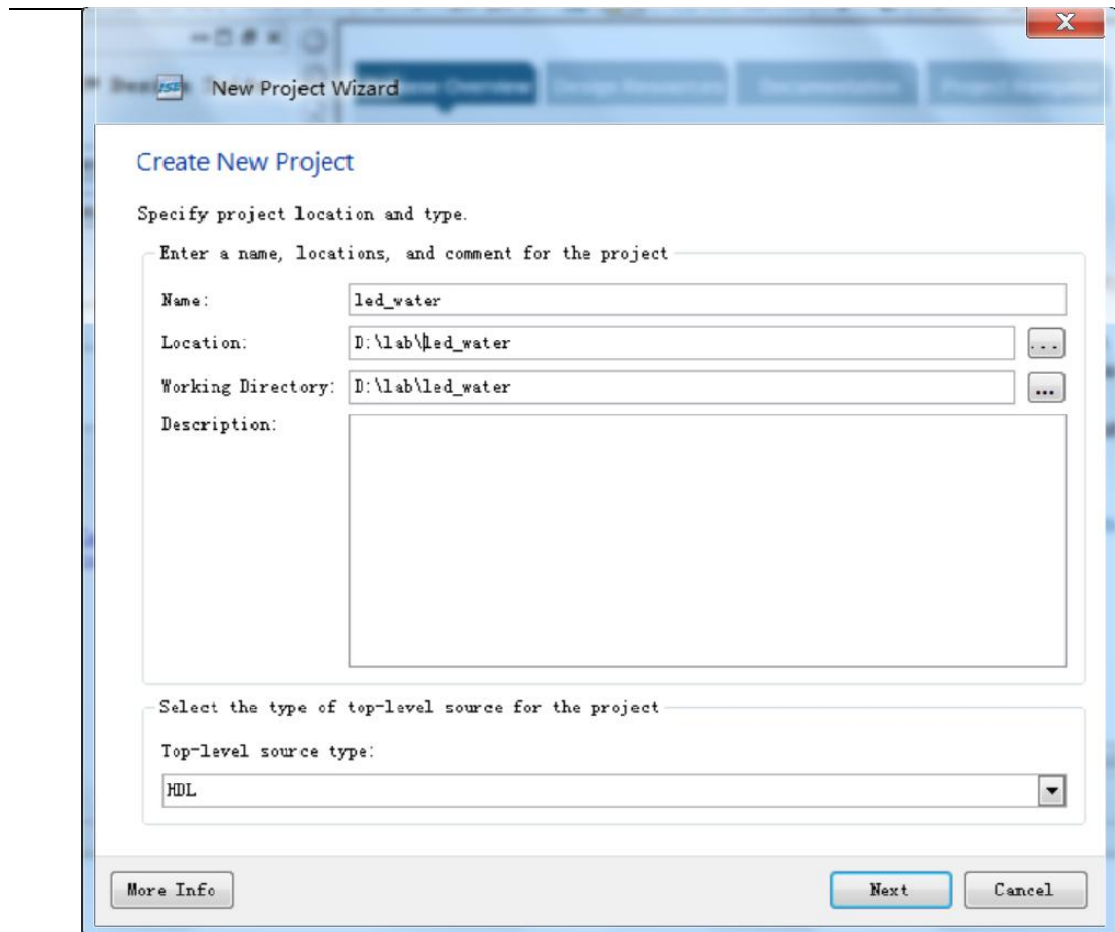 X
ISE New Project Wizard
Create New Project
Specify project location and type.
Enter a name, locations, and comment for the project
Name: led_water
Location: D:\lab\led_water ...
Working Directory: D:\lab\led_water ...
Description:
Select the type of top-level source for the project
Top-level source type:
HDL
More Info Next Cancel